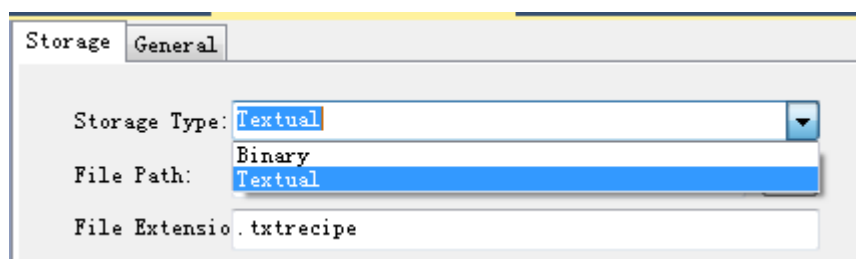 Storage General
Storage Type: Textual
Binary
File Path: Textual
File Extensio .txtrecipe